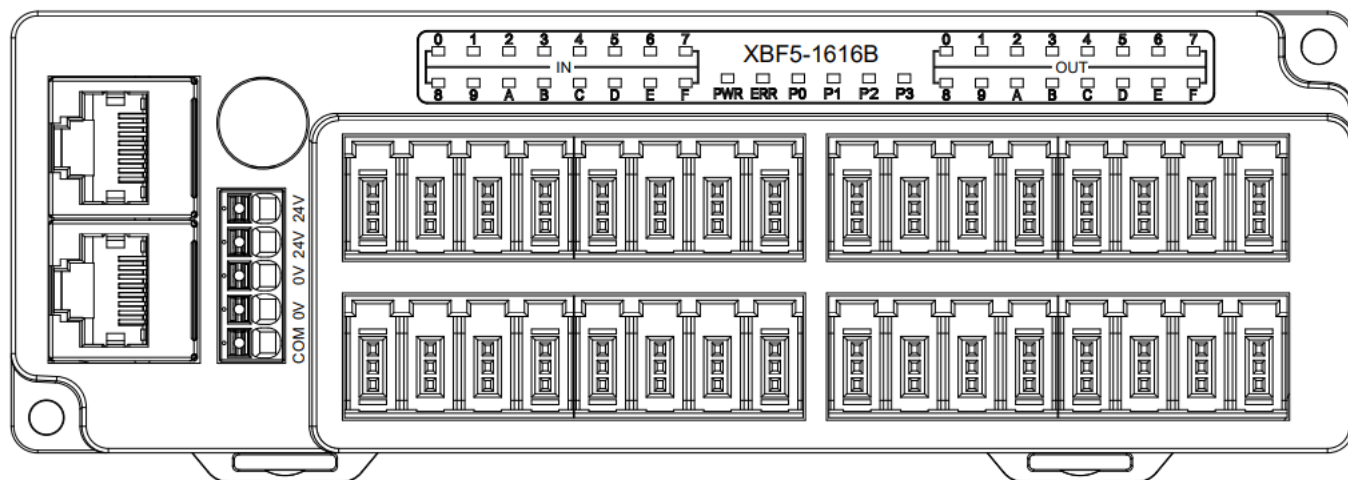 0 1 2 3 4 5 6 7
IN
8 9 A B C D E F
XBF5-1616B
PWR ERR P0 P1 P2 P3
0 1 2 3 4 5 6 7
OUT
8 9 A B C D E F
24V
24V
0V
0V
COM